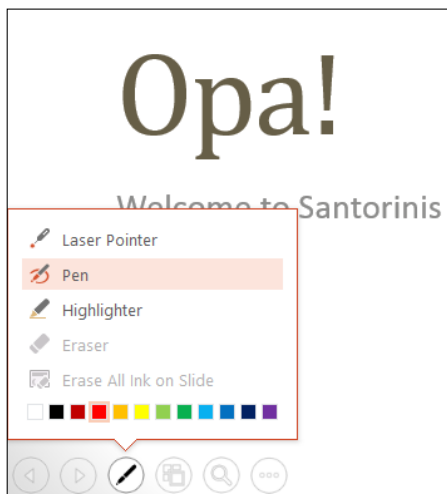 Opa!
Welcome to Santorinis
Laser Pointer
Pen
Highlighter
Eraser
Erase All Ink on Slide